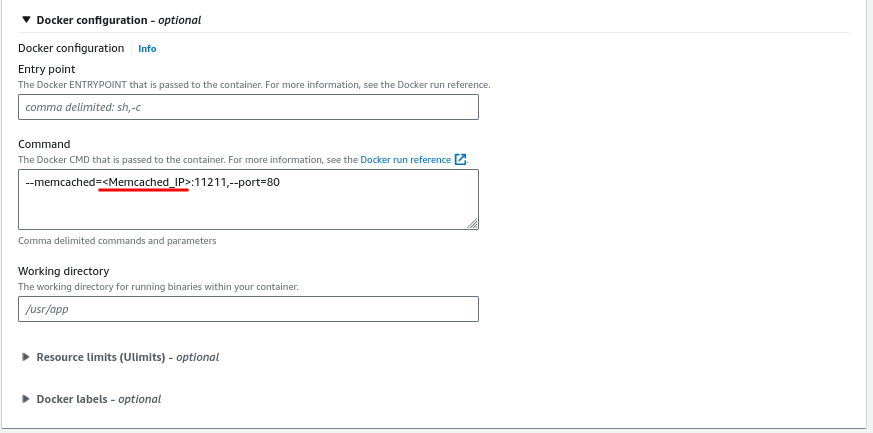 Docker configuration - optional
Docker configuration Info
Entry point
The Docker ENTRYPOINT that is passed to the container. For more information, see the Docker run reference.
comma delimited: sh,-c
Command
The Docker CMD that is passed to the container. For more information, see the Docker run reference.
--memcached=<Memcached_IP>:11211,--port=80
Comma delimited commands and parameters
Working directory
The working directory for running binaries within your container.
/usr/app
Resource limits (Ulimits) - optional
Docker labels - optional